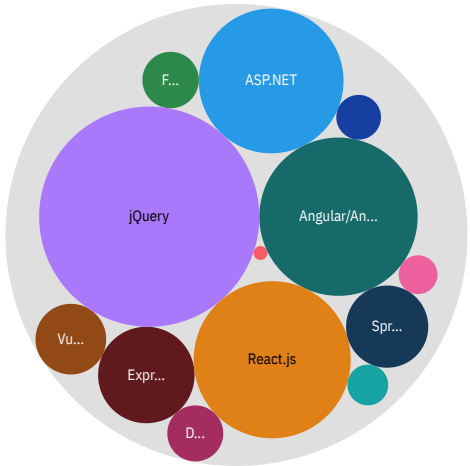 ASP.NET
F...
jQuery
Angular/An...
Spr...
Vu...
React.js
Expr...
D...